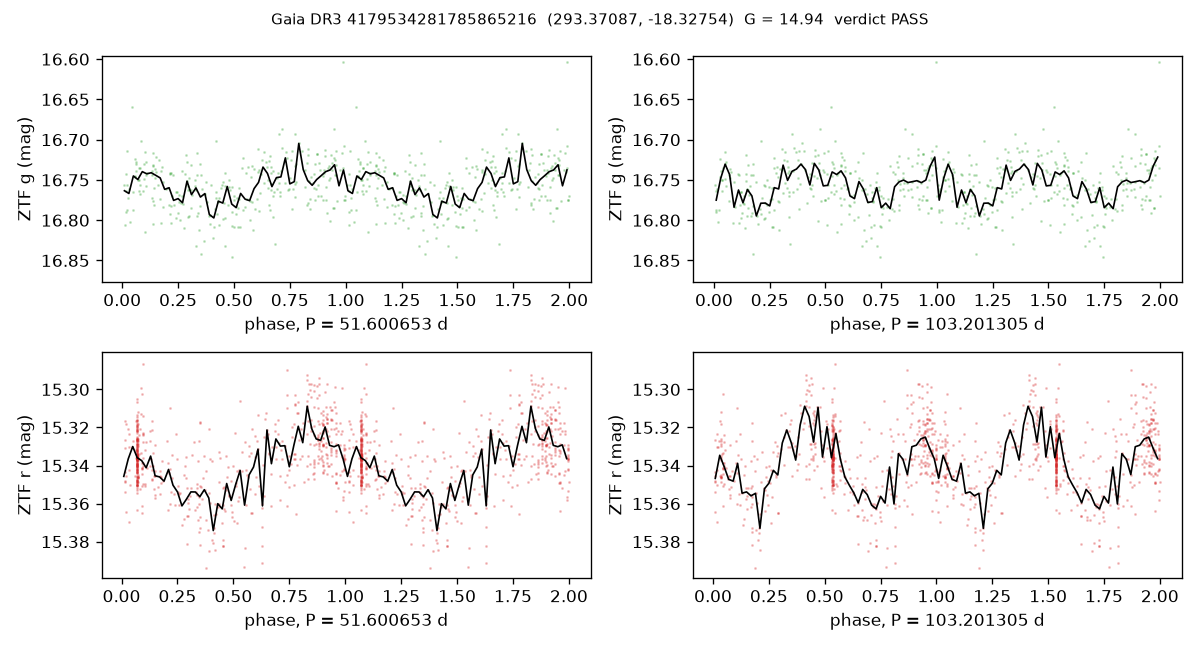 Gaia DR3 4179534281785865216 (293.37087, -18.32754) G = 14.94 verdict PASS
ZTF g (mag)
16.60
16.65
16.70
16.75
16.80
16.85
0.00 0.25 0.50 0.75 1.00 1.25 1.50 1.75 2.00
phase, P = 51.600653 d
ZTF g (mag)
16.60
16.65
16.70
16.75
16.80
16.85
0.00 0.25 0.50 0.75 1.00 1.25 1.50 1.75 2.00
phase, P = 103.201305 d
ZTF r (mag)
15.30
15.32
15.34
15.36
15.38
0.00 0.25 0.50 0.75 1.00 1.25 1.50 1.75 2.00
phase, P = 51.600653 d
ZTF r (mag)
15.30
15.32
15.34
15.36
15.38
0.00 0.25 0.50 0.75 1.00 1.25 1.50 1.75 2.00
phase, P = 103.201305 d